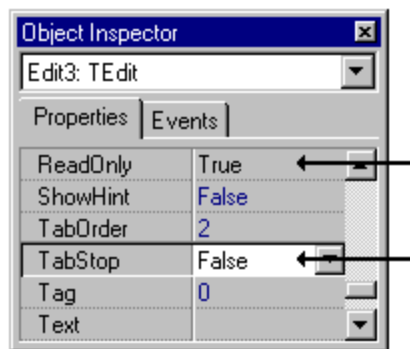 Object Inspector
Edit3: TEdit
Properties Events
ReadOnly True
ShowHint False
TabOrder 2
TabStop False
Tag 0
Text